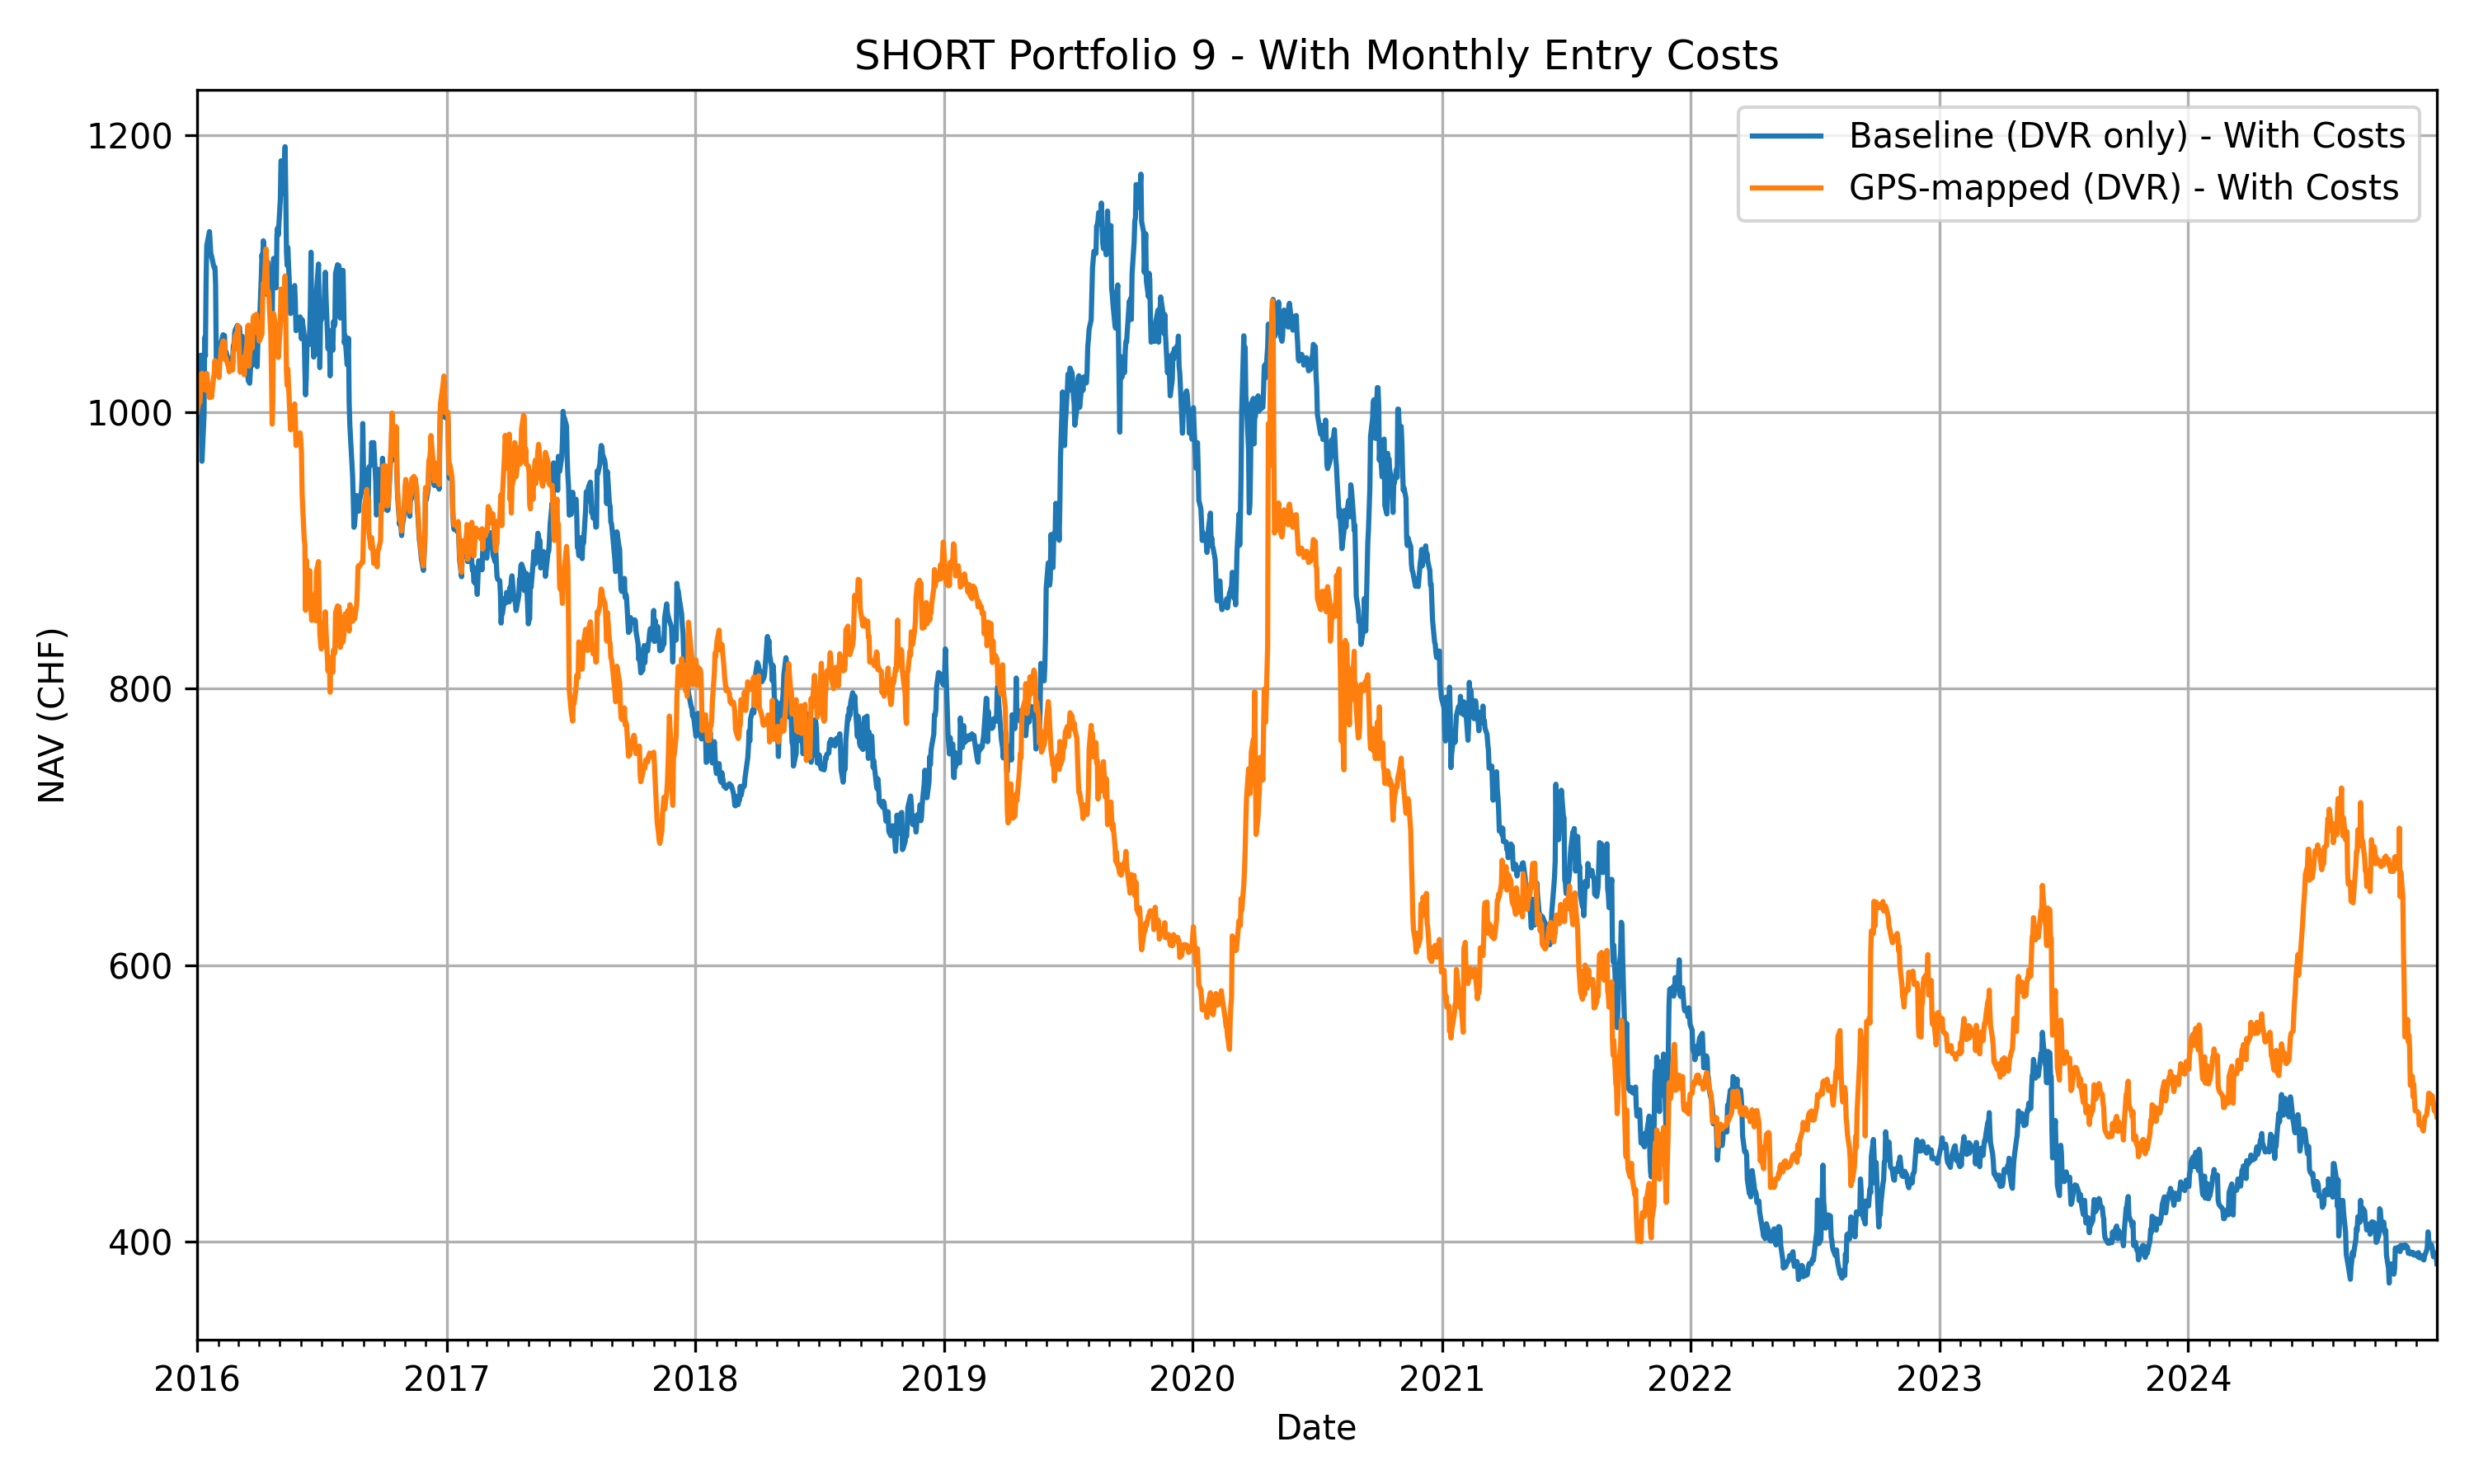 SHORT Portfolio 9 - With Monthly Entry Costs
Baseline (DVR only) - With Costs
GPS-mapped (DVR) - With Costs
NAV (CHF)
1200
1000
800
600
400
2016 2017 2018 2019 2020 2021 2022 2023 2024
Date